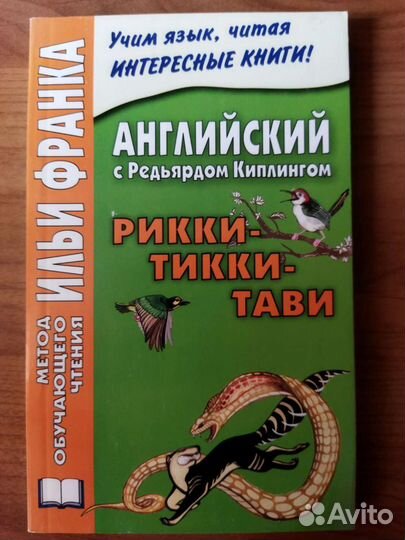 Учим язык, читая
ИНТЕРЕСНЫЕ КНИГИ!
МЕТОД
ОБУЧАЮЩЕГО
ЧТЕНИЯ
ИЛЬИ ФРАНКА
АНГЛИЙСКИЙ
с Редьярдом Киплингом
РИККИ-
ТИККИ-
ТАВИ
Avito